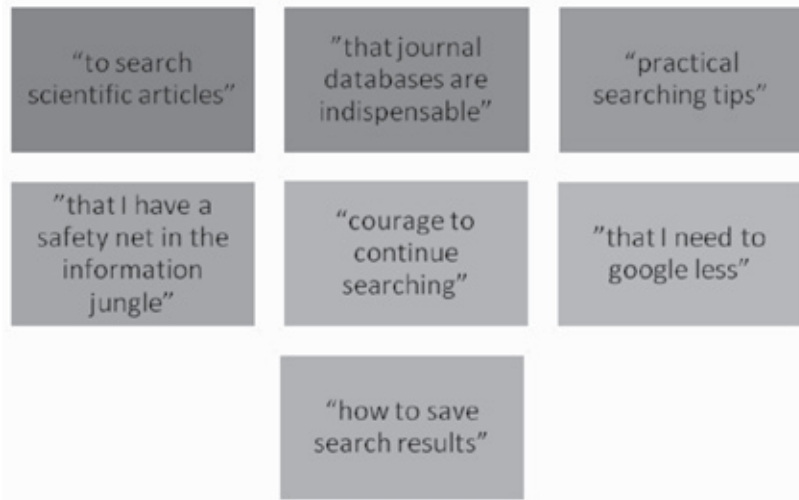 “to search
scientific articles”
”that journal
databases are
indispensable”
“practical
searching tips”
”that I have a
safety net in the
information
jungle”
“courage to
continue
searching”
”that I need to
google less”
“how to save
search results”